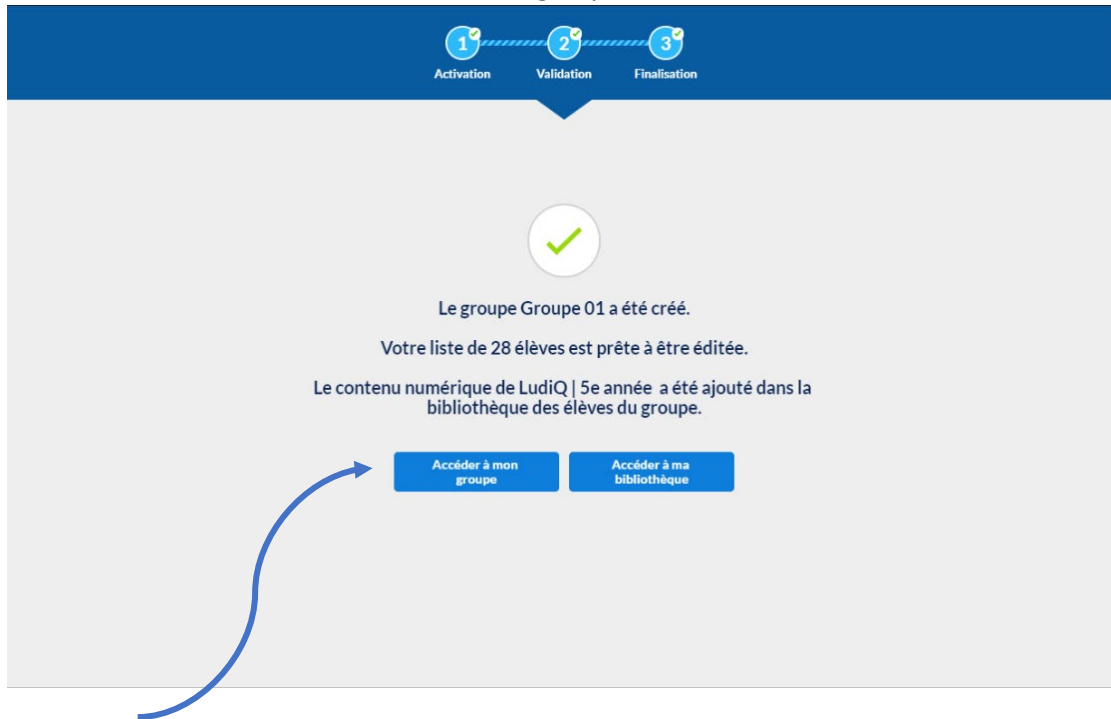 1 2 3
Activation Validation Finalisation
Le groupe Groupe 01 a été créé.
Votre liste de 28 élèves est prête à être éditée.
Le contenu numérique de LudiQ | 5e année a été ajouté dans la
bibliothèque des élèves du groupe.
Accéder à mon
groupe
Accéder à ma
bibliothèque